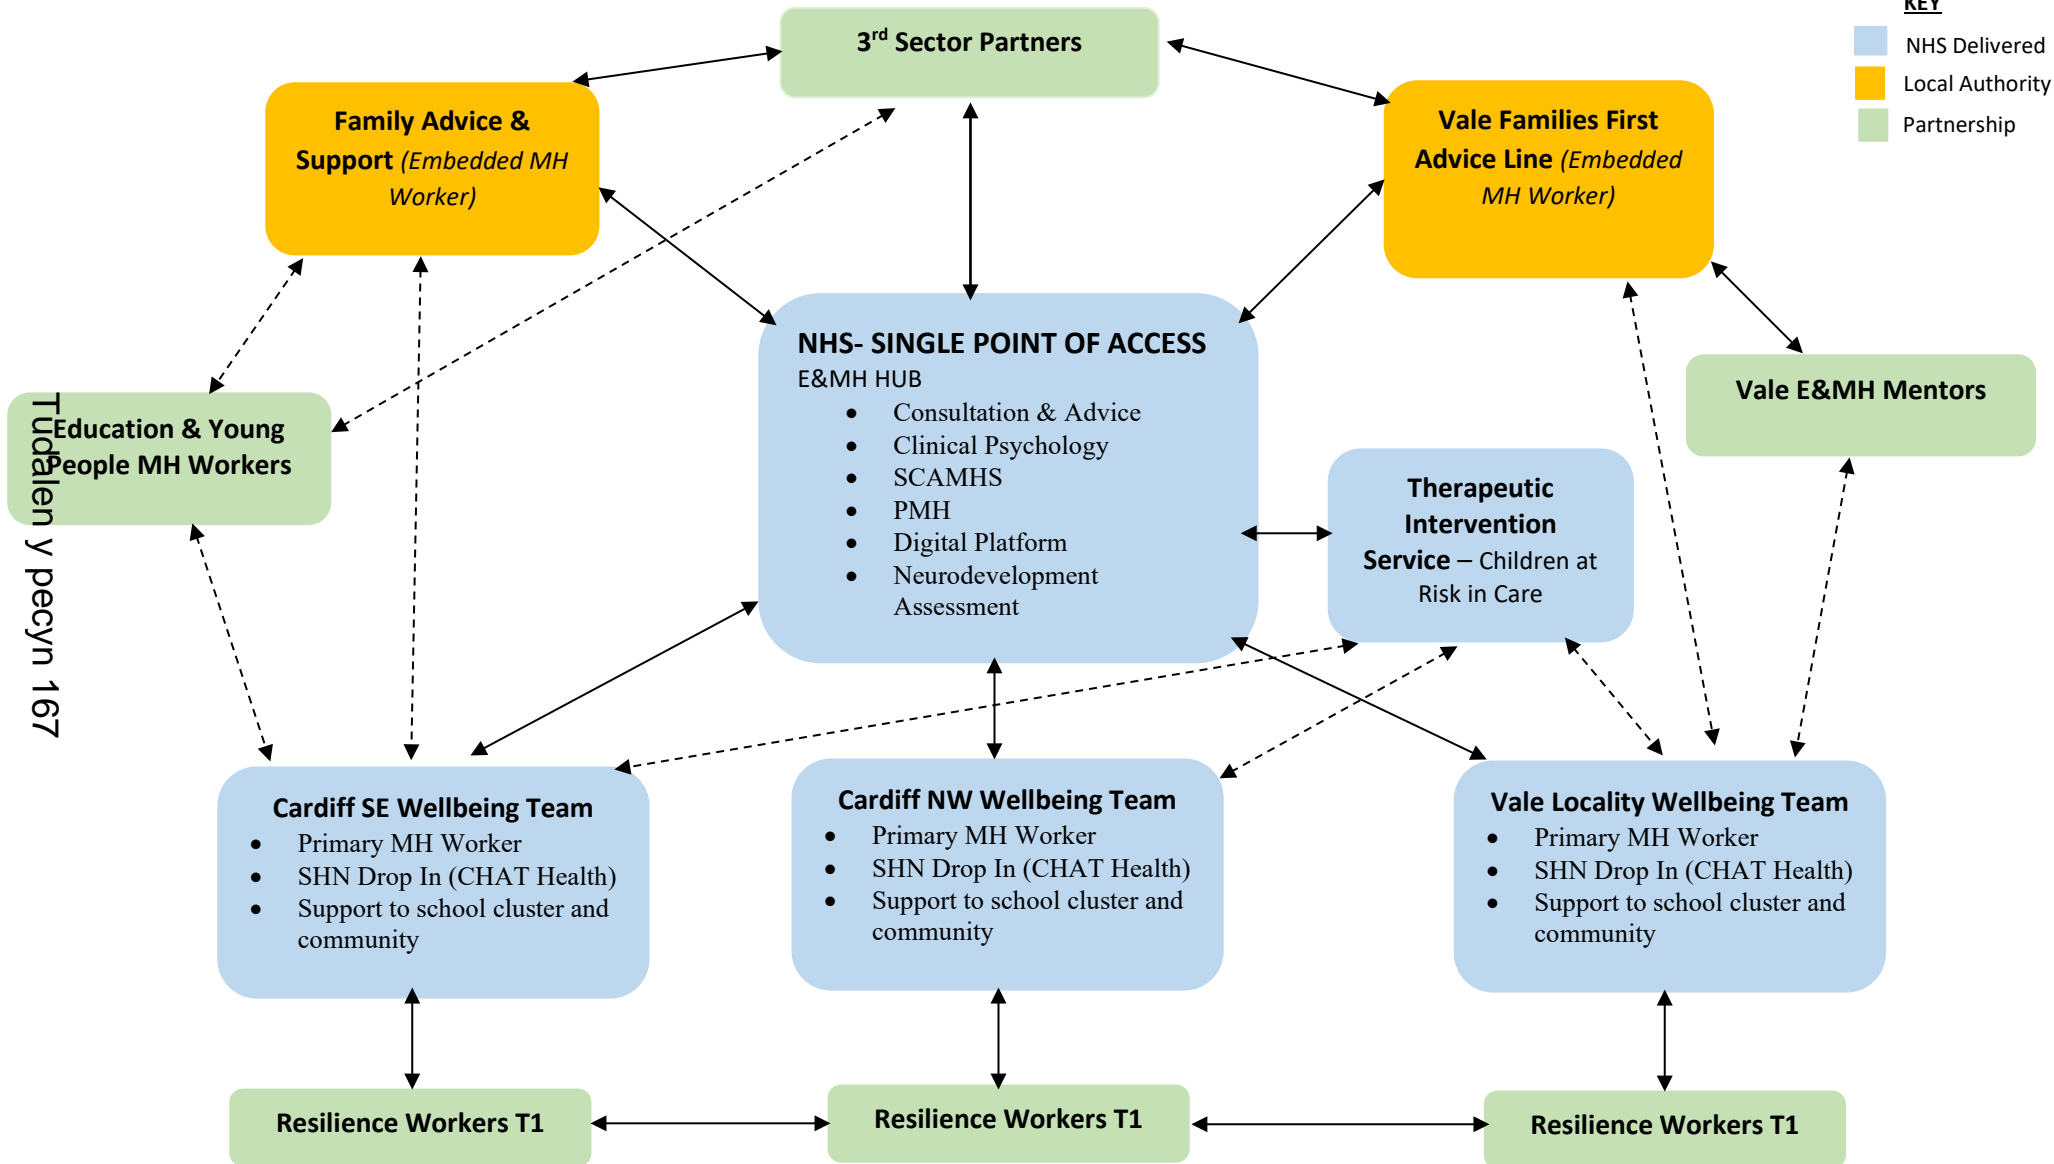 KEY
NHS Delivered
Local Authority
Partnership
3rd Sector Partners
Family Advice &
Support (Embedded MH
Worker)
Vale Families First
Advice Line (Embedded
MH Worker)
NHS- SINGLE POINT OF ACCESS
E&MH HUB
• Consultation & Advice
• Clinical Psychology
• SCAMHS
• PMH
• Digital Platform
• Neurodevelopment
Assessment
Education & Young
People MH Workers
Vale E&MH Mentors
Therapeutic
Intervention
Service – Children at
Risk in Care
Tudalen y pecyn 167
Cardiff SE Wellbeing Team
• Primary MH Worker
• SHN Drop In (CHAT Health)
• Support to school cluster and
community
Cardiff NW Wellbeing Team
• Primary MH Worker
• SHN Drop In (CHAT Health)
• Support to school cluster and
community
Vale Locality Wellbeing Team
• Primary MH Worker
• SHN Drop In (CHAT Health)
• Support to school cluster and
community
Resilience Workers T1
Resilience Workers T1
Resilience Workers T1